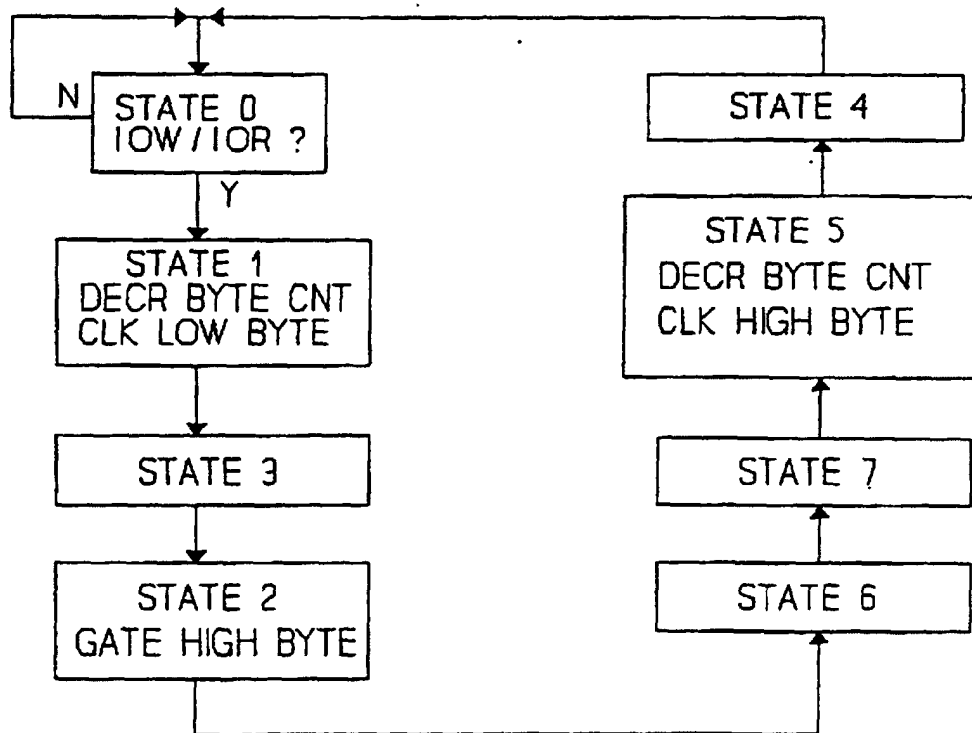 N
STATE 0
IOW/IOR ?
Y
STATE 1
DECR BYTE CNT
CLK LOW BYTE
STATE 3
STATE 2
GATE HIGH BYTE
STATE 4
STATE 5
DECR BYTE CNT
CLK HIGH BYTE
STATE 7
STATE 6